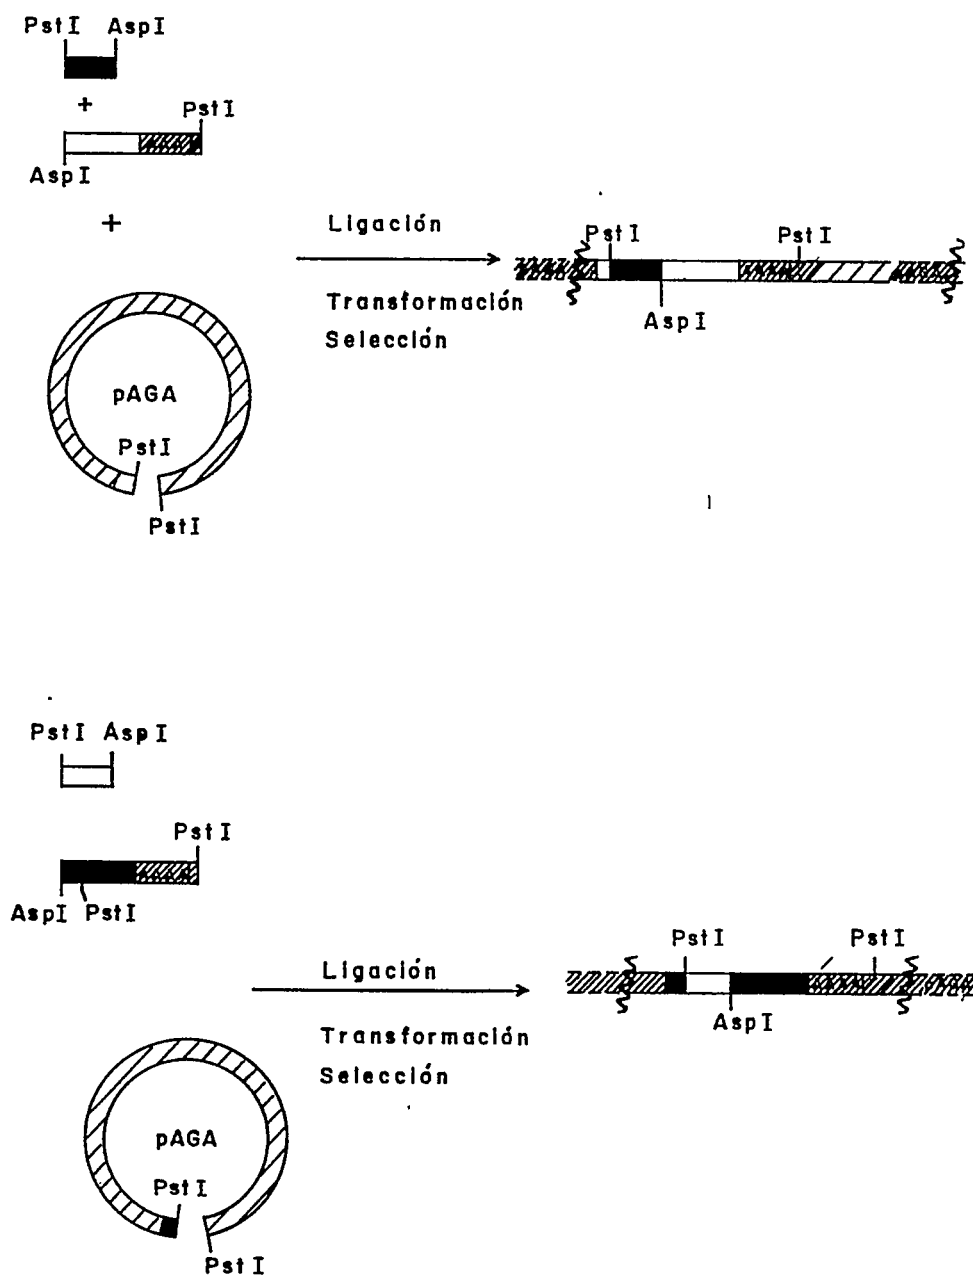 PstI AspI
+
PstI
AspI
+
Ligación
Transformación
Selección
PstI
PstI
AspI
pAGA
PstI
PstI
PstI AspI
PstI
AspI PstI
Ligación
Transformación
Selección
PstI
PstI
AspI
pAGA
PstI
PstI